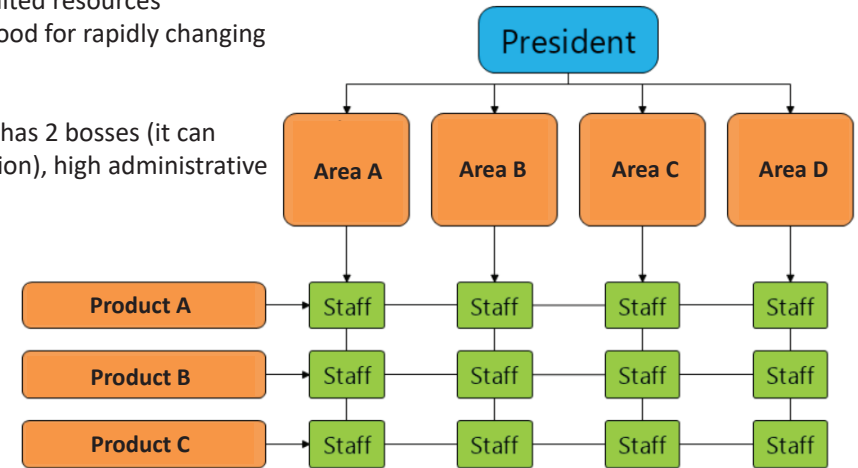 ited resources
ood for rapidly changing
President
has 2 bosses (it can
ion), high administrative
Area A
Area B
Area C
Area D
Product A
Staff
Staff
Staff
Staff
Product B
Staff
Staff
Staff
Staff
Product C
Staff
Staff
Staff
Staff